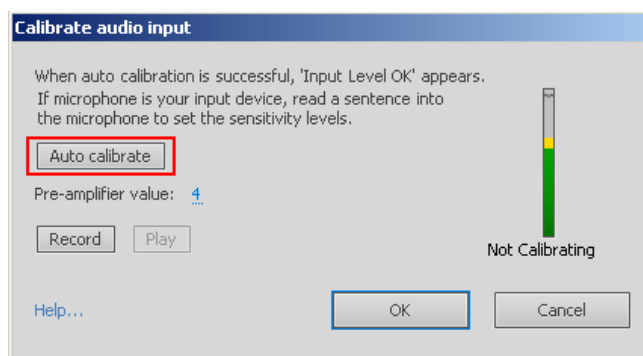 Calibrate audio input
When auto calibration is successful, 'Input Level OK' appears.
If microphone is your input device, read a sentence into
the microphone to set the sensitivity levels.
Auto calibrate
Pre-amplifier value: 4
Record Play
Not Calibrating
Help... OK Cancel